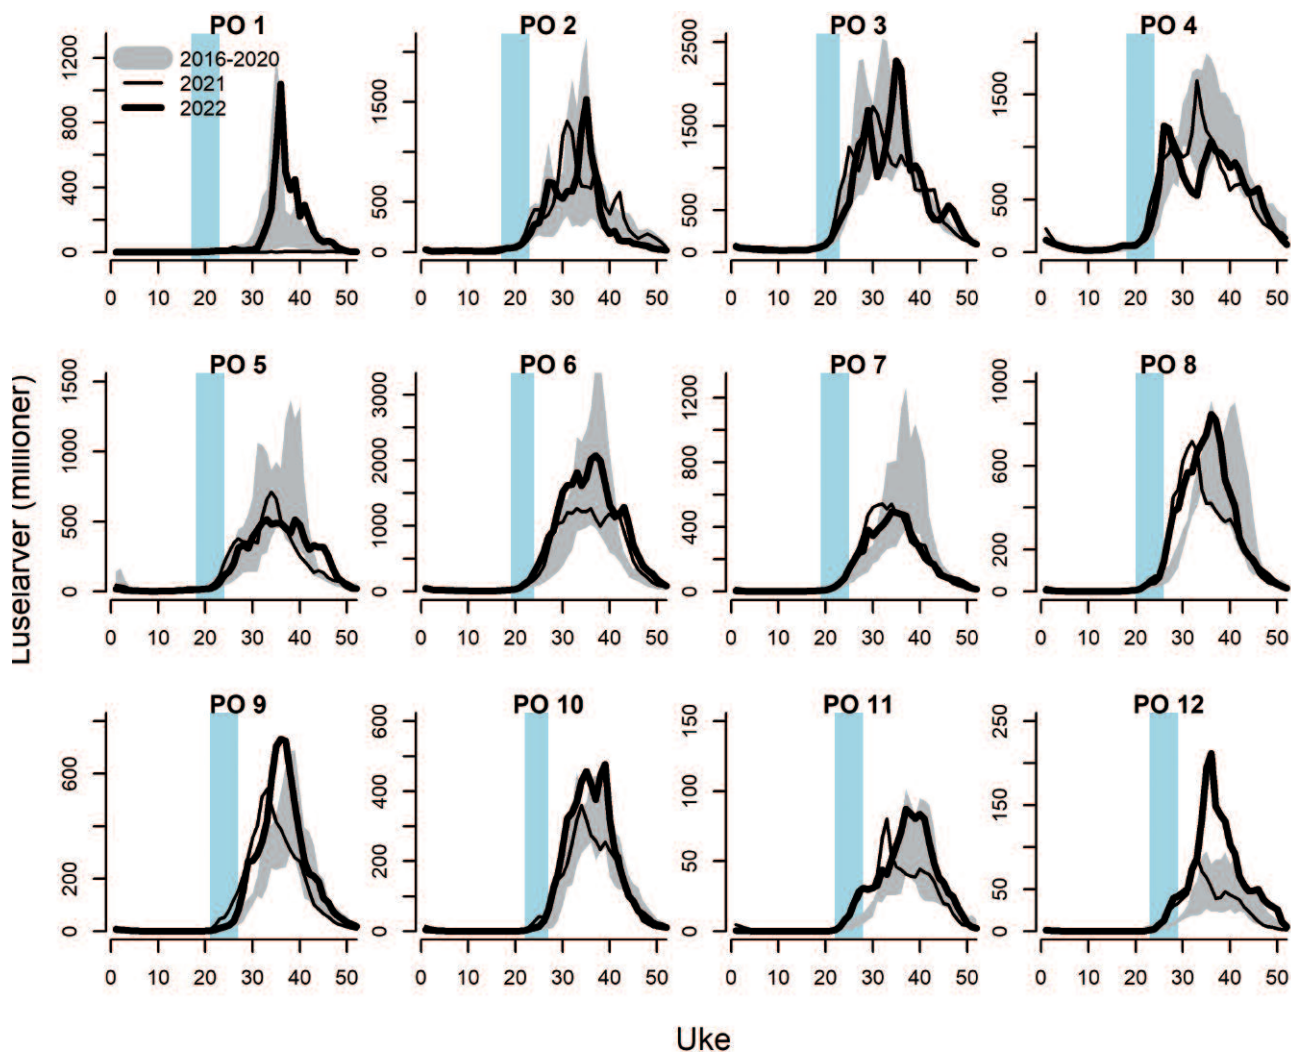 PO 1
PO 2
PO 3
PO 4
2016-2020
2021
2022
0 400 800 1200
0 500 1500
0 500 1500 2500
0 500 1500
0 10 20 30 40 50
0 10 20 30 40 50
0 10 20 30 40 50
0 10 20 30 40 50
Luselarver (millioner)
PO 5
PO 6
PO 7
PO 8
0 500 1000 1500
0 1000 2000 3000
0 400 800 1200
0 200 600 1000
0 10 20 30 40 50
0 10 20 30 40 50
0 10 20 30 40 50
0 10 20 30 40 50
PO 9
PO 10
PO 11
PO 12
0 200 600
0 200 400 600
0 50 100 150
0 50 150 250
0 10 20 30 40 50
0 10 20 30 40 50
0 10 20 30 40 50
0 10 20 30 40 50
Uke